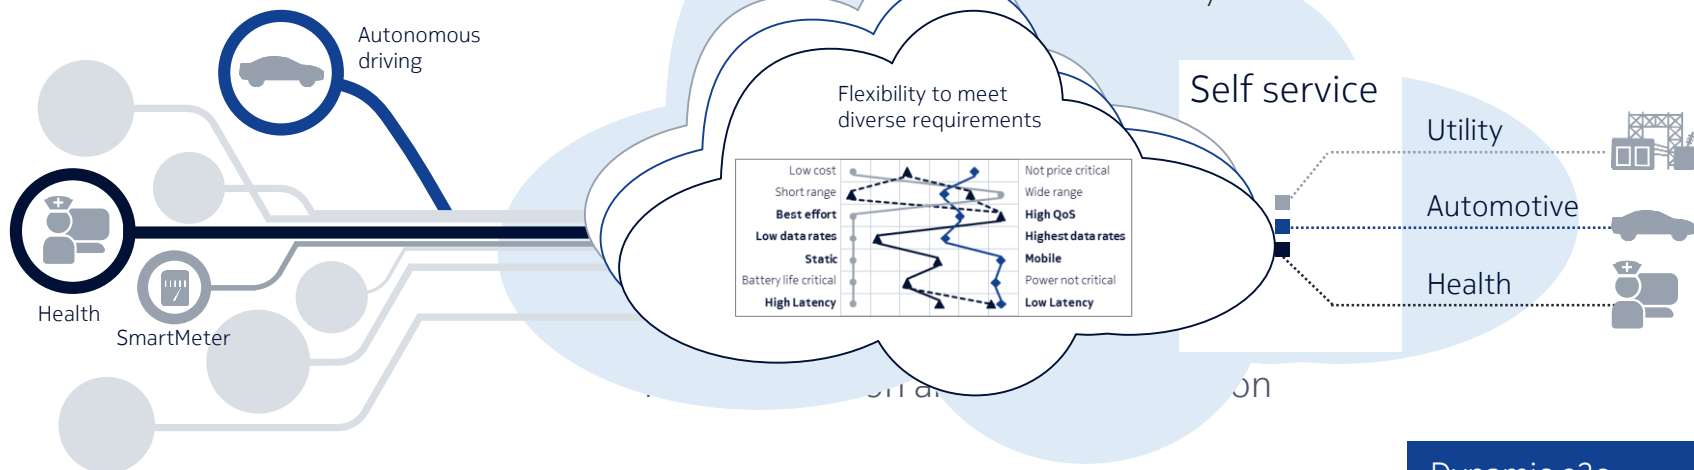 Autonomous
driving
Health
SmartMeter
Flexibility to meet
diverse requirements
Low cost
Not price critical
Short range
Wide range
Best effort
High QoS
Low data rates
Highest data rates
Static
Mobile
Battery life critical
Power not critical
High Latency
Low Latency
Self service
Utility
Automotive
Health